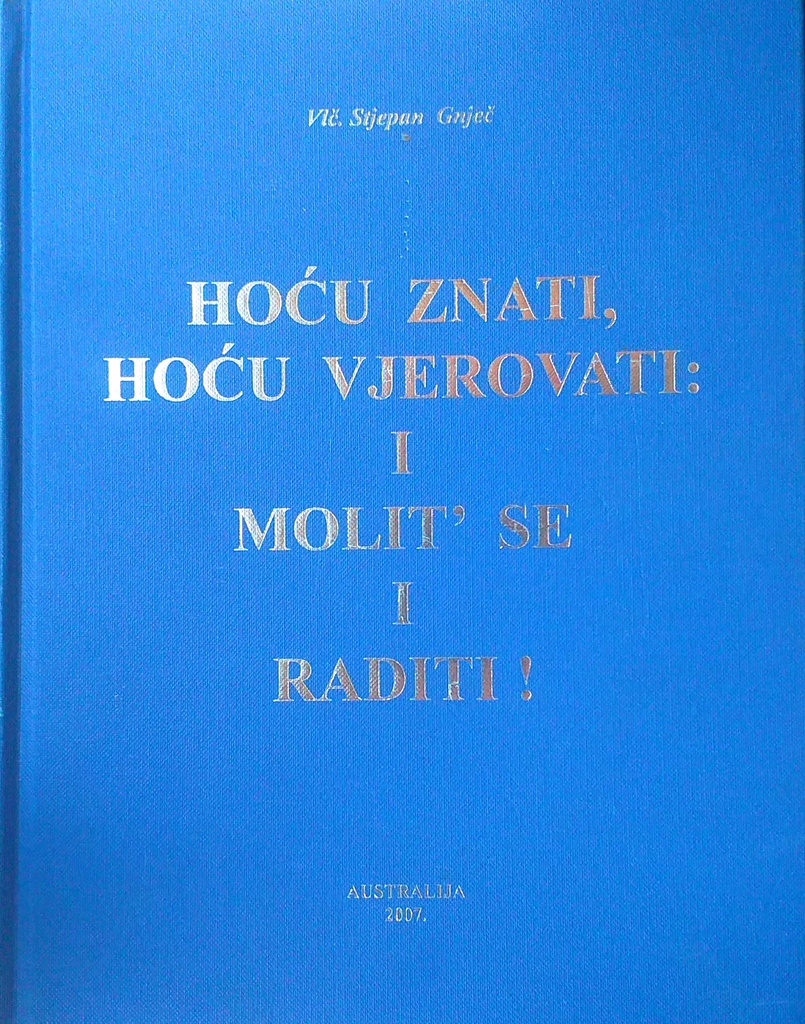 Vlč. Stjepan Gnječ
HOĆU ZNATI,
HOĆU VJEROVATI:
I
MOLIT’ SE
I
RADITI !
AUSTRALIJA
2007.